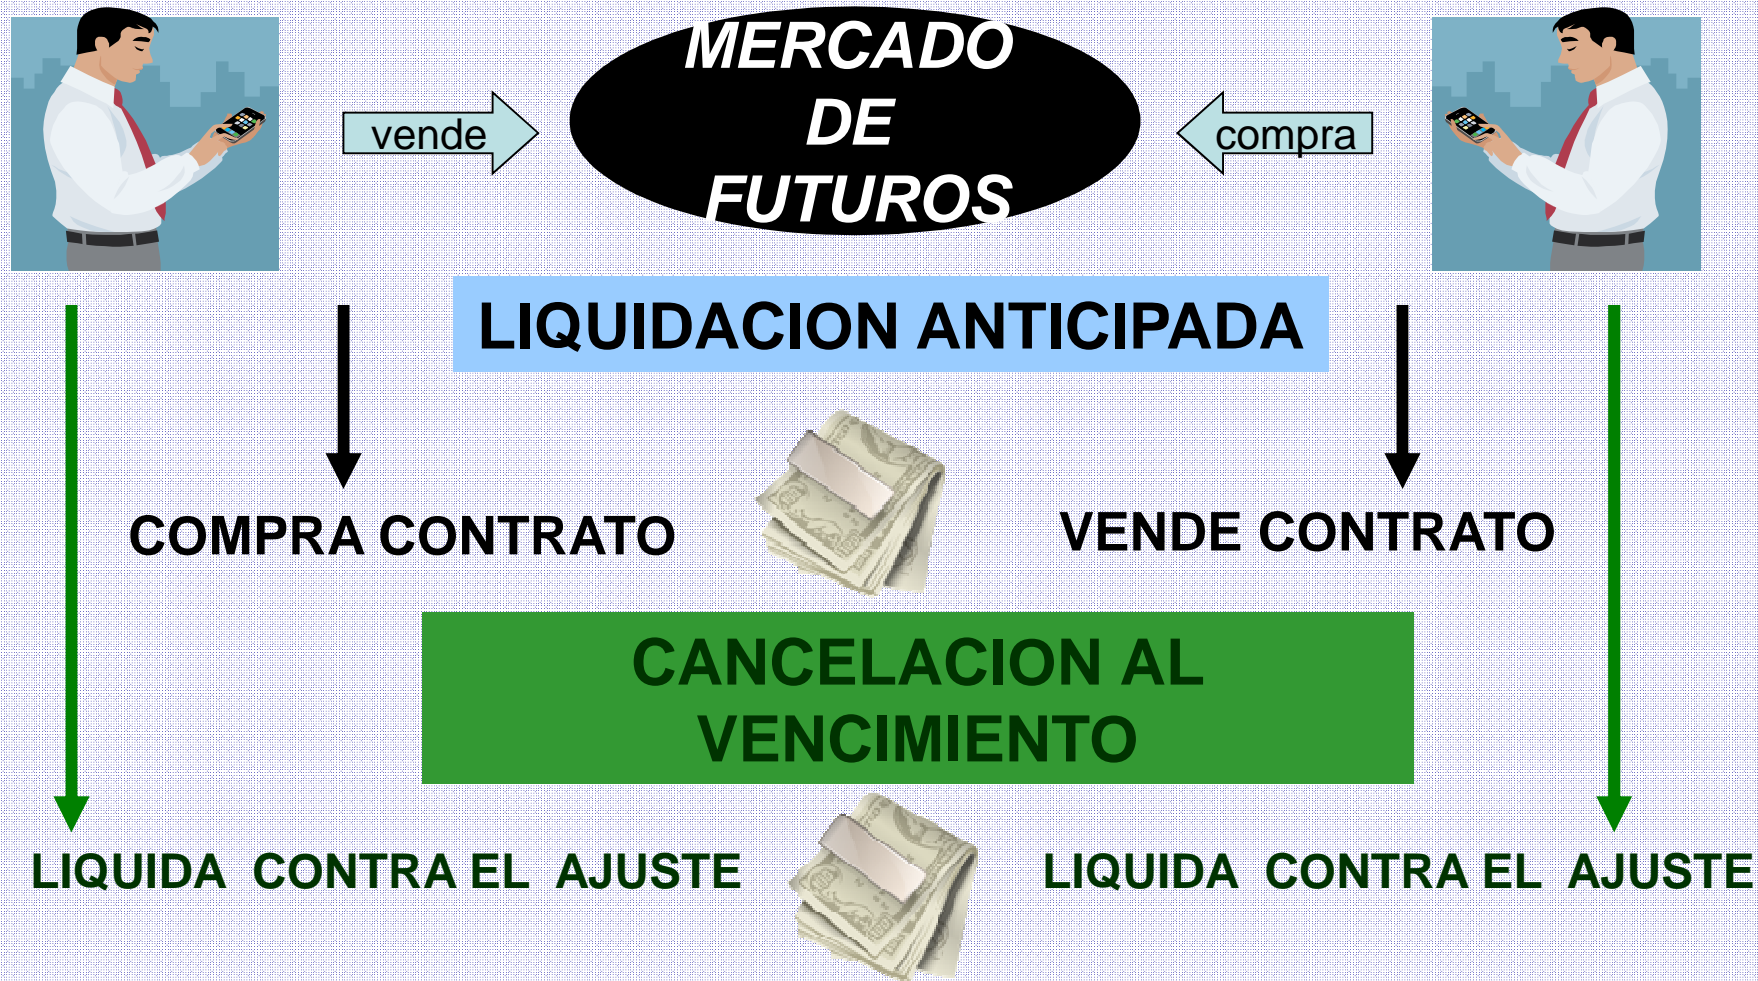 MERCADO
DE
FUTUROS
vende
compra
LIQUIDACION ANTICIPADA
COMPRA CONTRATO
VENDE CONTRATO
CANCELACION AL
VENCIMIENTO
LIQUIDA CONTRA EL AJUSTE
LIQUIDA CONTRA EL AJUSTE